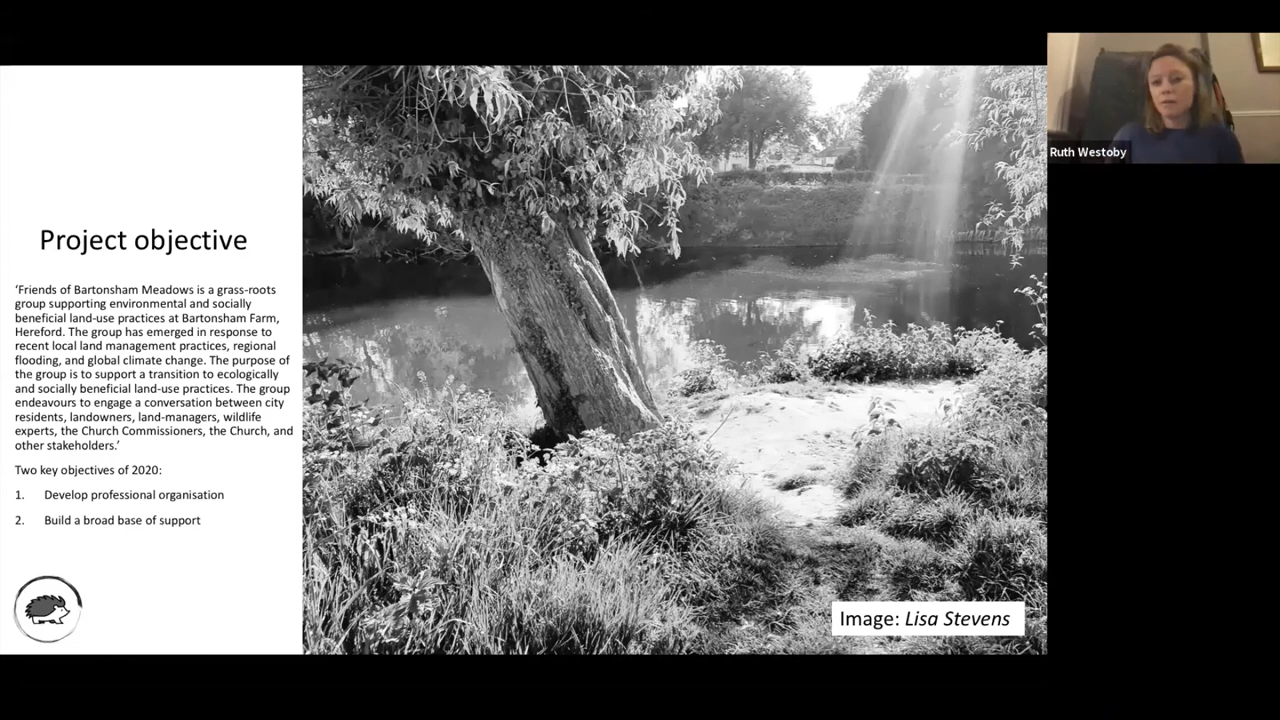 Project objective
‘Friends of Bartonsham Meadows is a grass-roots
group supporting environmental and socially
beneficial land-use practices at Bartonsham Farm,
Hereford. The group has emerged in response to
recent local land management practices, regional
flooding, and global climate change. The purpose of
the group is to support a transition to ecologically
and socially beneficial land-use practices. The group
endeavours to engage a conversation between city
residents, landowners, land-managers, wildlife
experts, the Church Commissioners, the Church, and
other stakeholders.’
Two key objectives of 2020:
1. Develop professional organisation
2. Build a broad base of support
Image: Lisa Stevens
Ruth Westoby